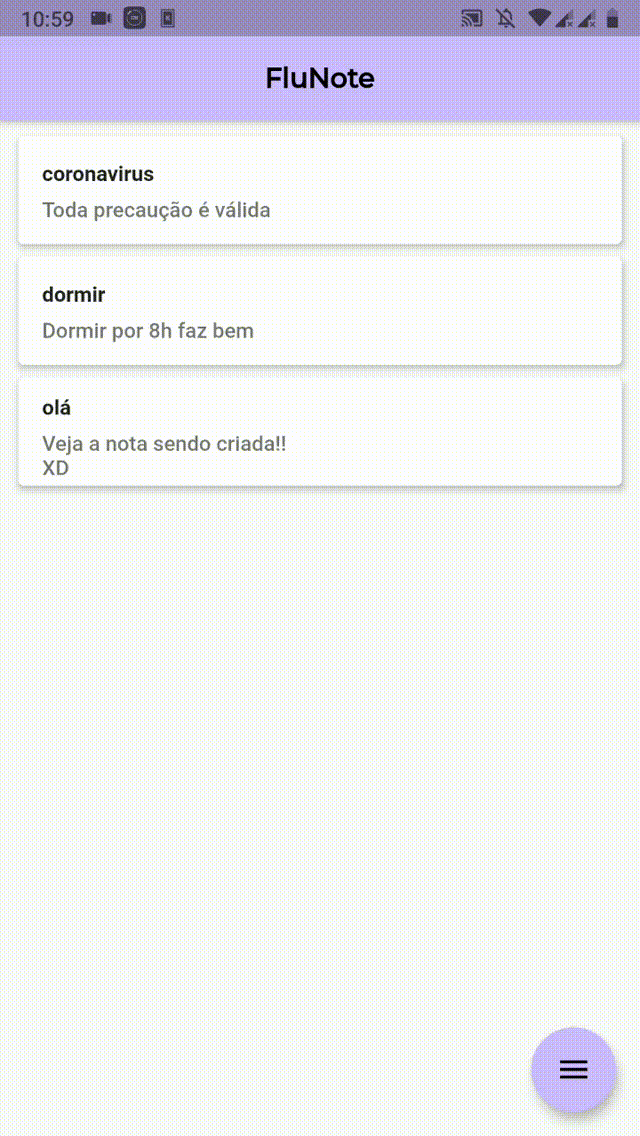 10:59
FluNote
coronavirus
Toda precaução é válida
dormir
Dormir por 8h faz bem
olá
Veja a nota sendo criada!!
XD